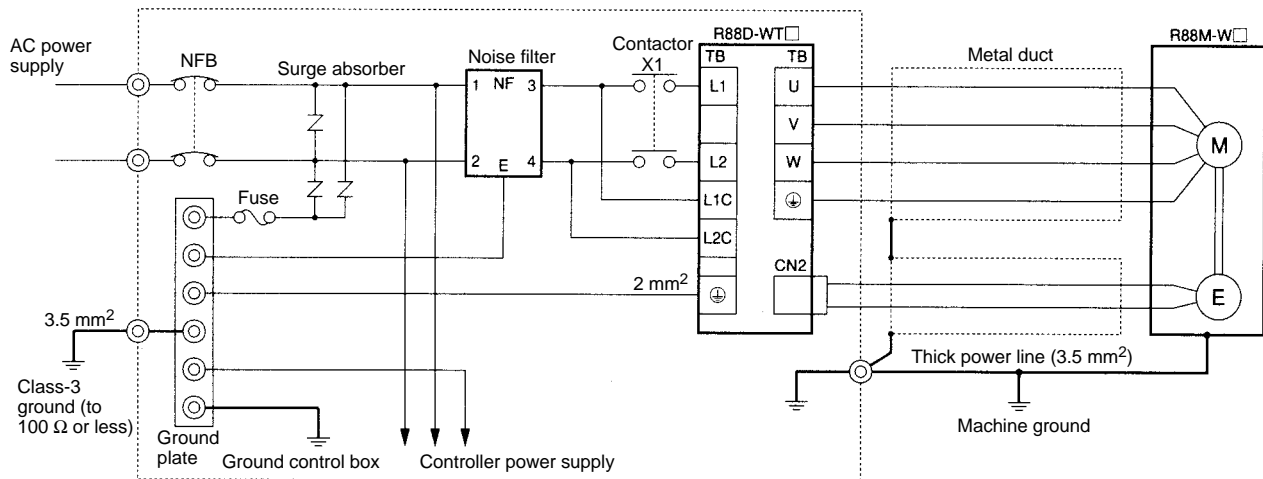 AC power
supply
NFB
Surge absorber
Noise filter
1 NF 3
2 E 4
Contactor
X1
R88D-WT□
TB TB
L1 U
V
L2 W
L1C
L2C
CN2
Metal duct
R88M-W□
M
E
Fuse
2 mm²
3.5 mm²
Class-3
ground (to
100 Ω or less)
Ground
plate
Ground control box
Controller power supply
Thick power line (3.5 mm²)
Machine ground